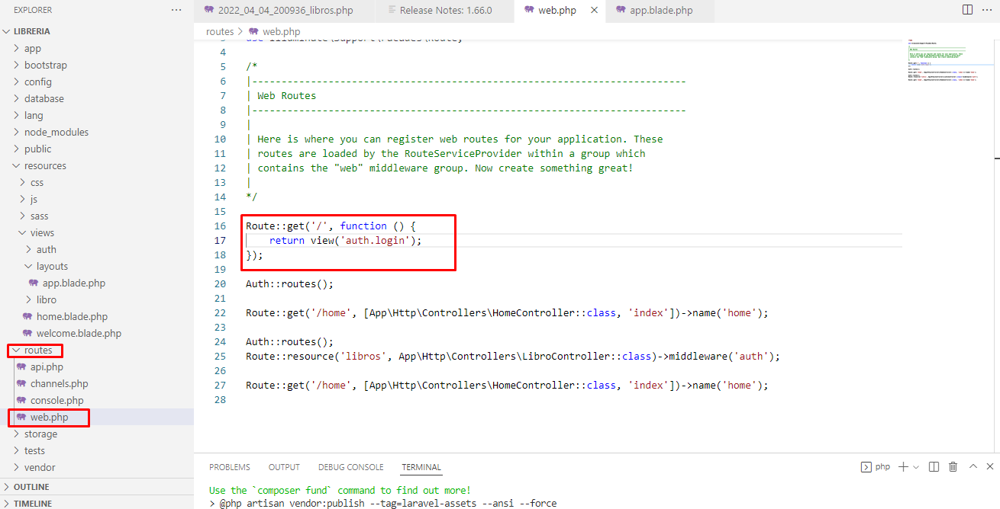 EXPLORER
LIBRERIA
app
bootstrap
config
database
lang
node_modules
public
resources
css
js
sass
views
auth
layouts
app.blade.php
libro
home.blade.php
welcome.blade.php
routes
api.php
channels.php
console.php
web.php
storage
tests
vendor
OUTLINE
TIMELINE
2022_04_04_200936_libros.php
Release Notes: 1.66.0
web.php
app.blade.php
routes > web.php
3 use Illuminate\Support\Facades\Route;
4
5 /*
6 |--------------------------------------------------------------------------
7 | Web Routes
8 |--------------------------------------------------------------------------
9 |
10 | Here is where you can register web routes for your application. These
11 | routes are loaded by the RouteServiceProvider within a group which
12 | contains the "web" middleware group. Now create something great!
13 |
14 */
15
16 Route::get('/', function () {
17     return view('auth.login');
18 });
19
20 Auth::routes();
21
22 Route::get('/home', [App\Http\Controllers\HomeController::class, 'index'])->name('home');
23
24 Auth::routes();
25 Route::resource('libros', App\Http\Controllers\LibroController::class)->middleware('auth');
26
27 Route::get('/home', [App\Http\Controllers\HomeController::class, 'index'])->name('home');
28
PROBLEMS OUTPUT DEBUG CONSOLE TERMINAL
php
Use the `composer fund` command to find out more!
> @php artisan vendor:publish --tag=laravel-assets --ansi --force